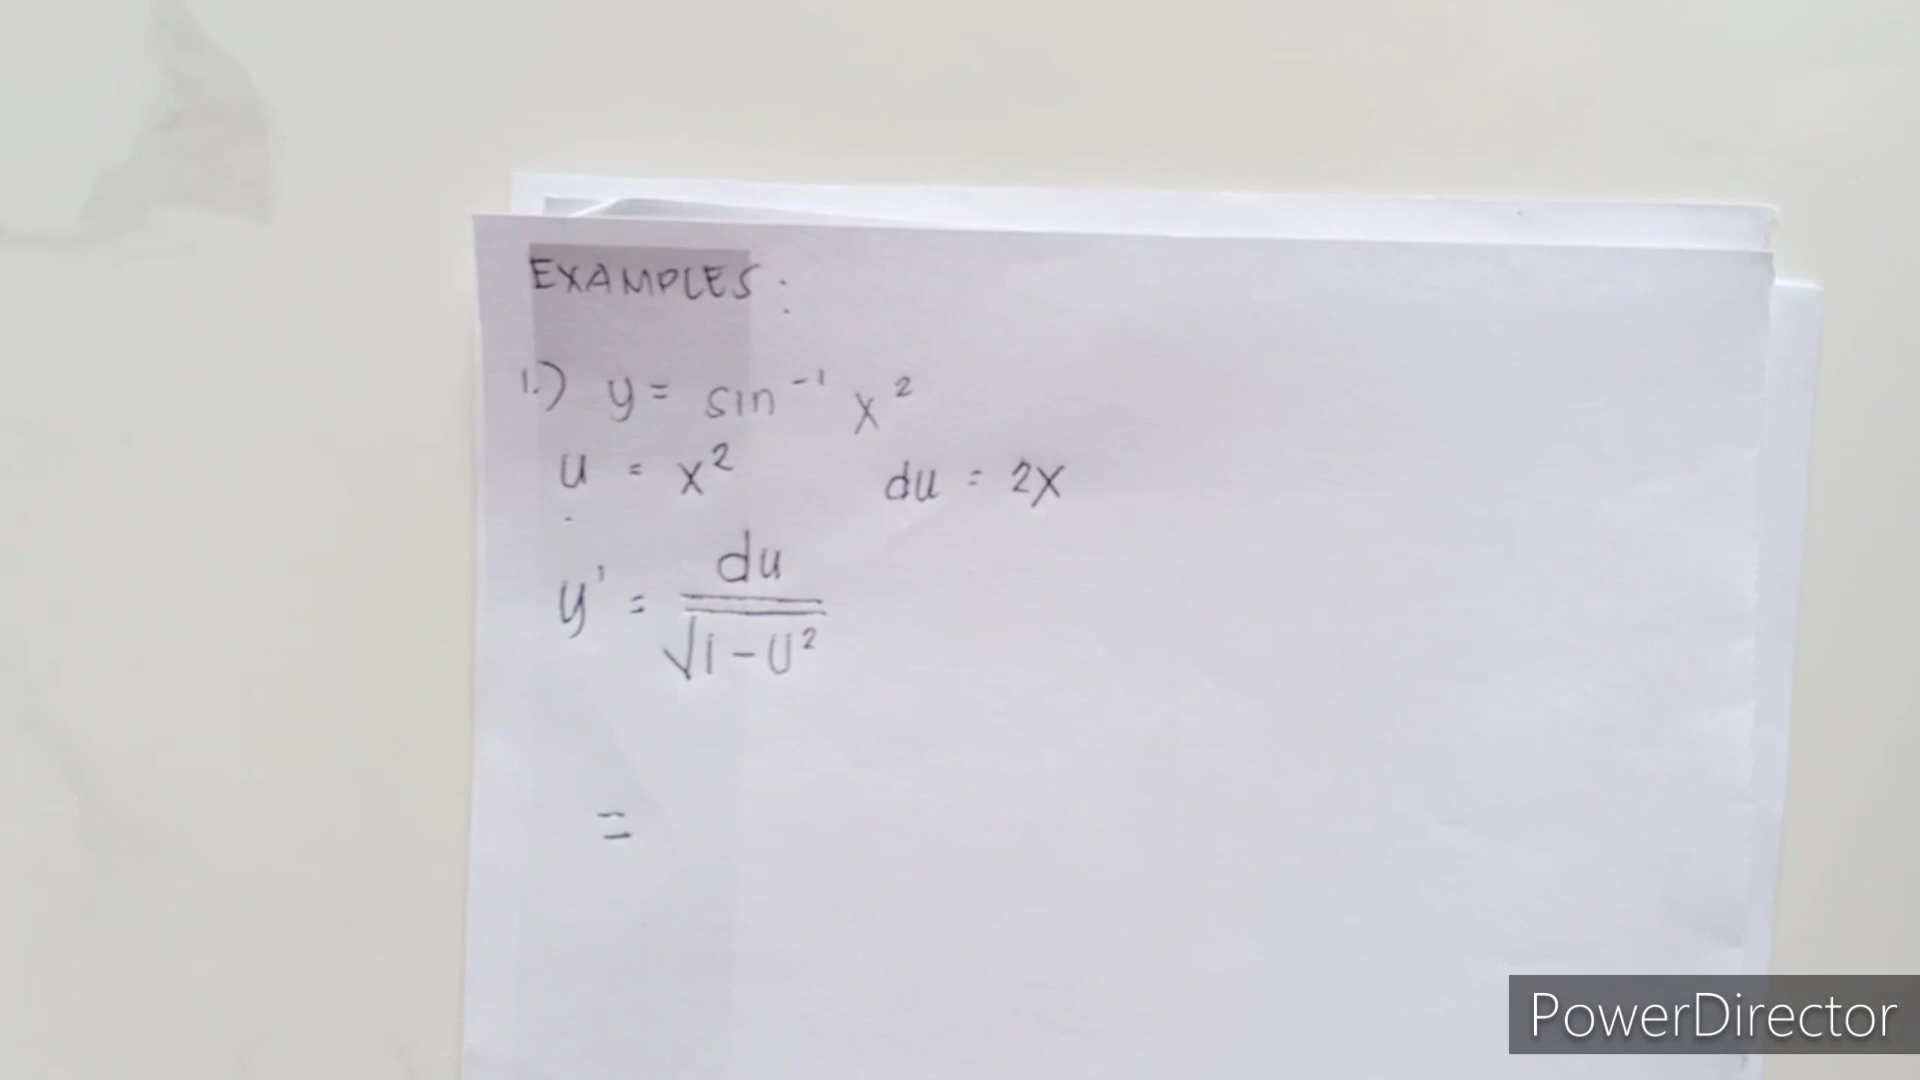 EXAMPLES:
1.) y = sin⁻¹ x²
u = x² du = 2x
y' = du / √1-u²
=
PowerDirector